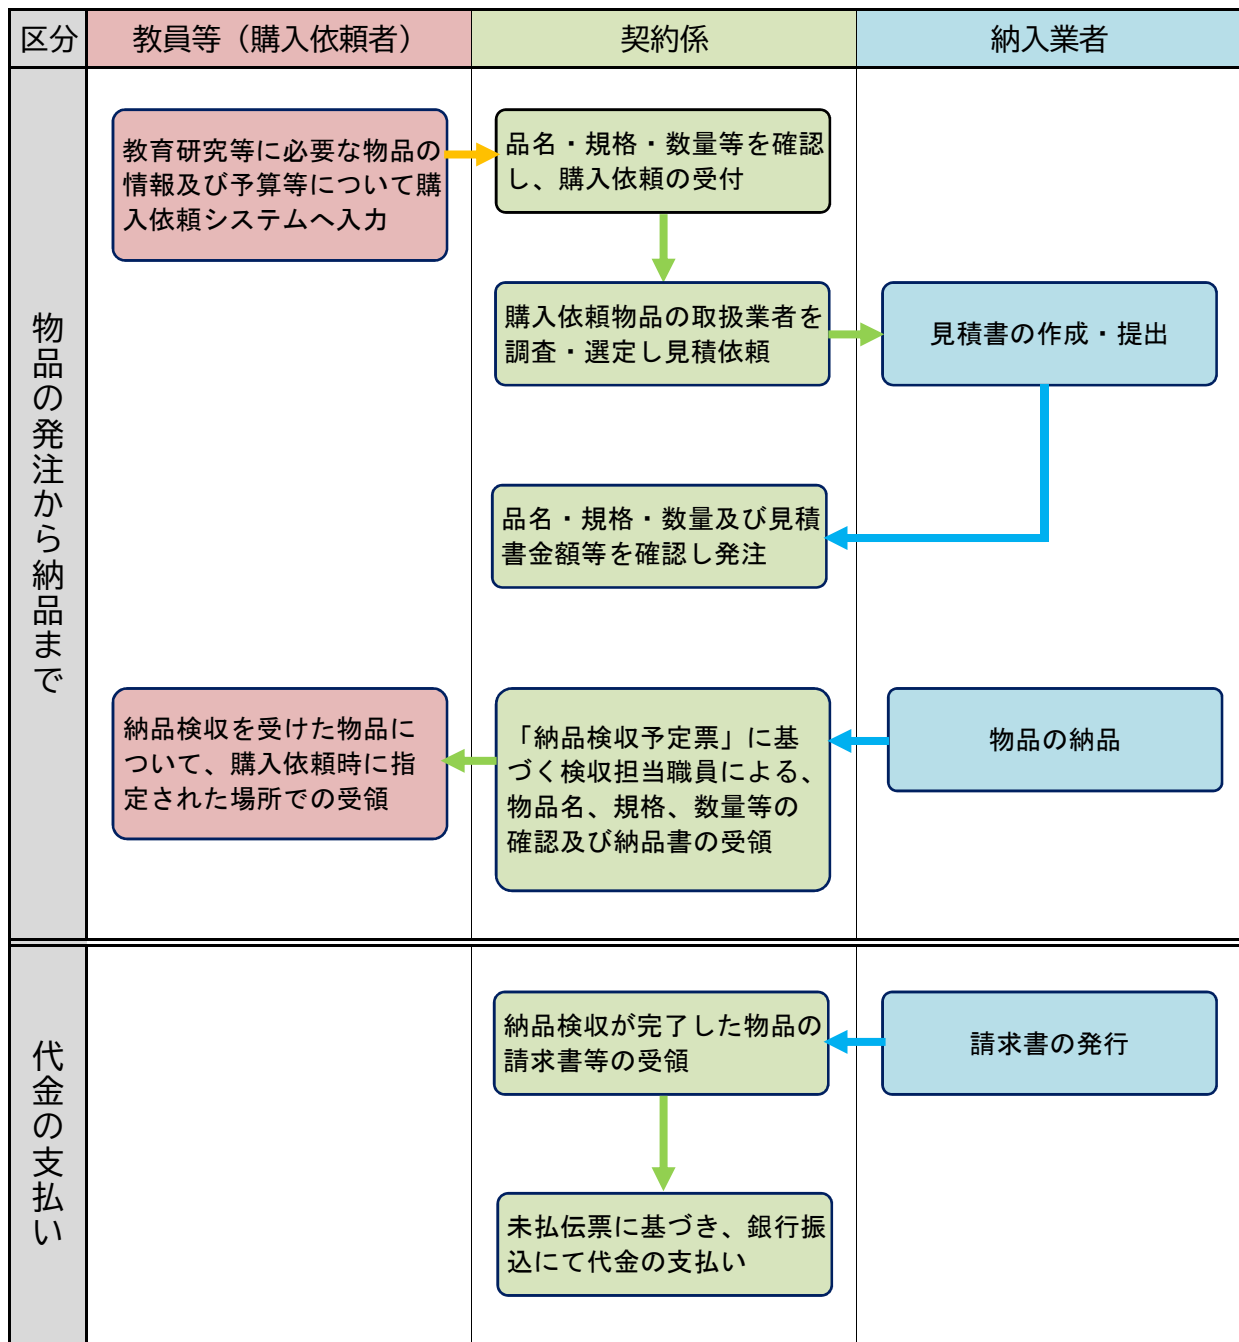 区分
教員等（購入依頼者）
契約係
納入業者
物品の発注から納品まで
教育研究等に必要な物品の
情報及び予算等について購
入依頼システムへ入力
品名・規格・数量等を確認
し、購入依頼の受付
購入依頼物品の取扱業者を
調査・選定し見積依頼
見積書の作成・提出
品名・規格・数量及び見積
書金額等を確認し発注
納品検収を受けた物品に
ついて、購入依頼時に指
定された場所での受領
「納品検収予定票」に基
づく検収担当職員による、
物品名、規格、数量等の
確認及び納品書の受領
物品の納品
代金の支払い
納品検収が完了した物品の
請求書等の受領
請求書の発行
未払伝票に基づき、銀行振
込にて代金の支払い